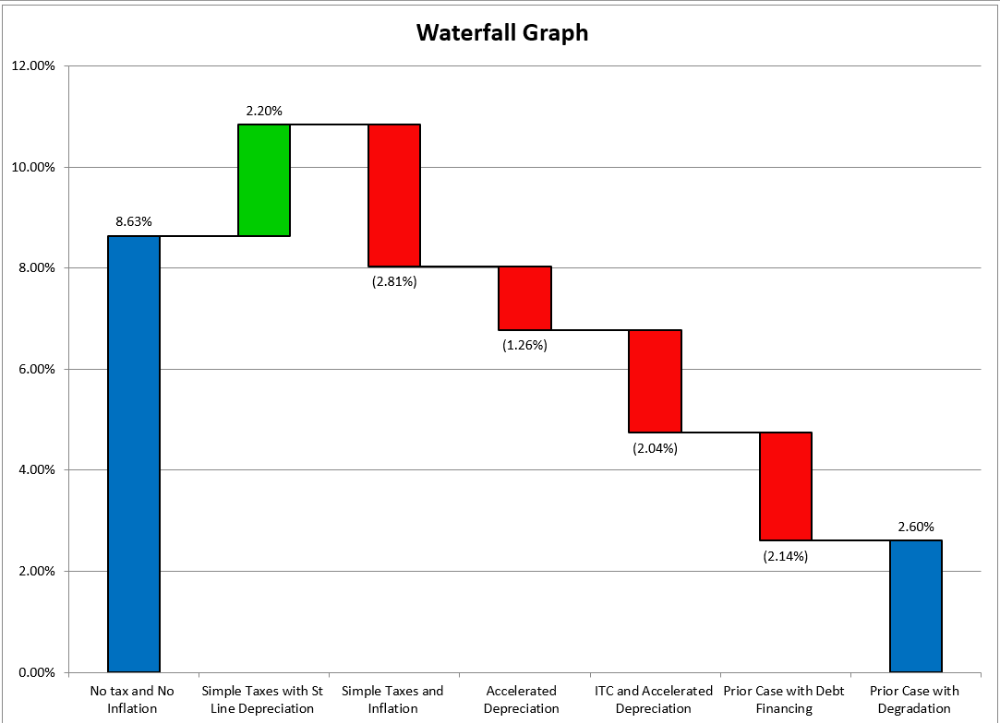 Waterfall Graph
12.00%
10.00%
8.00%
6.00%
4.00%
2.00%
0.00%
8.63%
2.20%
(2.81%)
(1.26%)
(2.04%)
(2.14%)
2.60%
No tax and No
Inflation
Simple Taxes with St
Line Depreciation
Simple Taxes and
Inflation
Accelerated
Depreciation
ITC and Accelerated
Depreciation
Prior Case with Debt
Financing
Prior Case with
Degradation